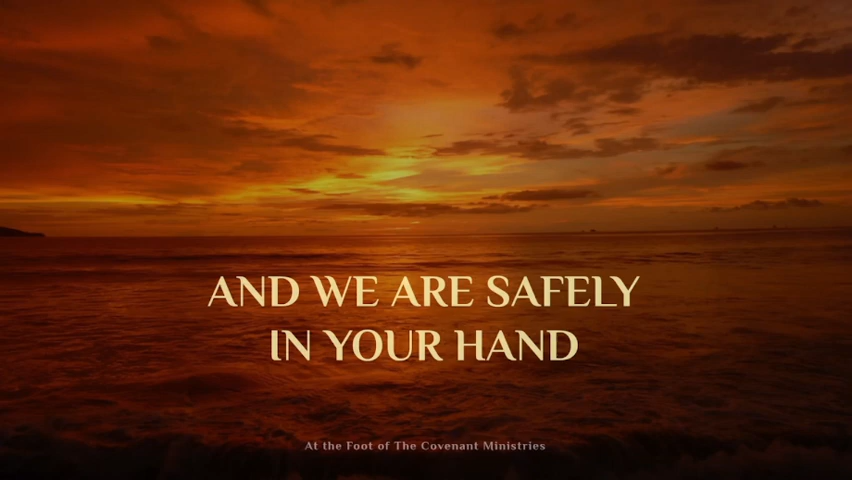 AND WE ARE SAFELY
IN YOUR HAND
At the Foot of The Covenant Ministries